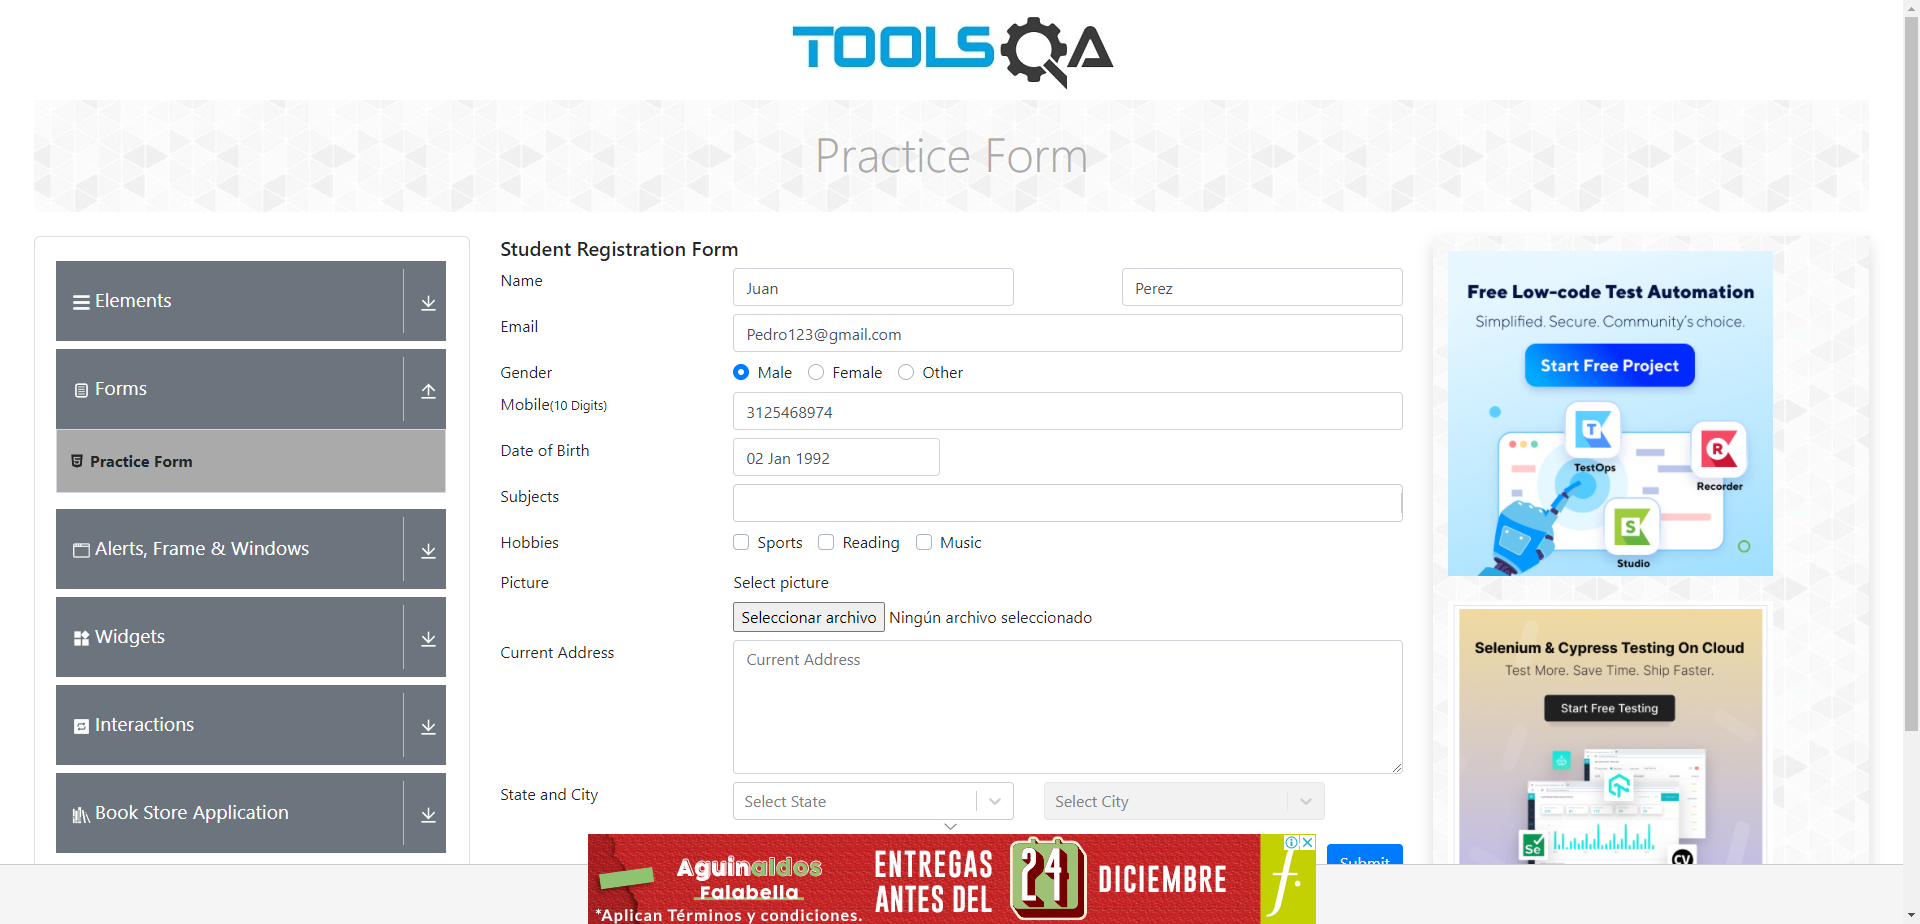 TOOLSQA
Practice Form
Elements
Forms
Practice Form
Alerts, Frame & Windows
Widgets
Interactions
Book Store Application
Student Registration Form
Name
Juan
Perez
Email
Pedro123@gmail.com
Gender
Male
Female
Other
Mobile(10 Digits)
3125468974
Date of Birth
02 Jan 1992
Subjects
Hobbies
Sports
Reading
Music
Picture
Select picture
Seleccionar archivo
Ningún archivo seleccionado
Current Address
Current Address
State and City
Select State
Select City
Submit
Free Low-code Test Automation
Simplified. Secure. Community's choice.
Start Free Project
T
TestOps
R
Recorder
S
Studio
Selenium & Cypress Testing On Cloud
Test More. Save Time. Ship Faster.
Start Free Testing
Se
CY
Aguinaldos
Falabella
*Aplican Términos y condiciones.
ENTREGAS
ANTES DEL
24
DICIEMBRE
f.